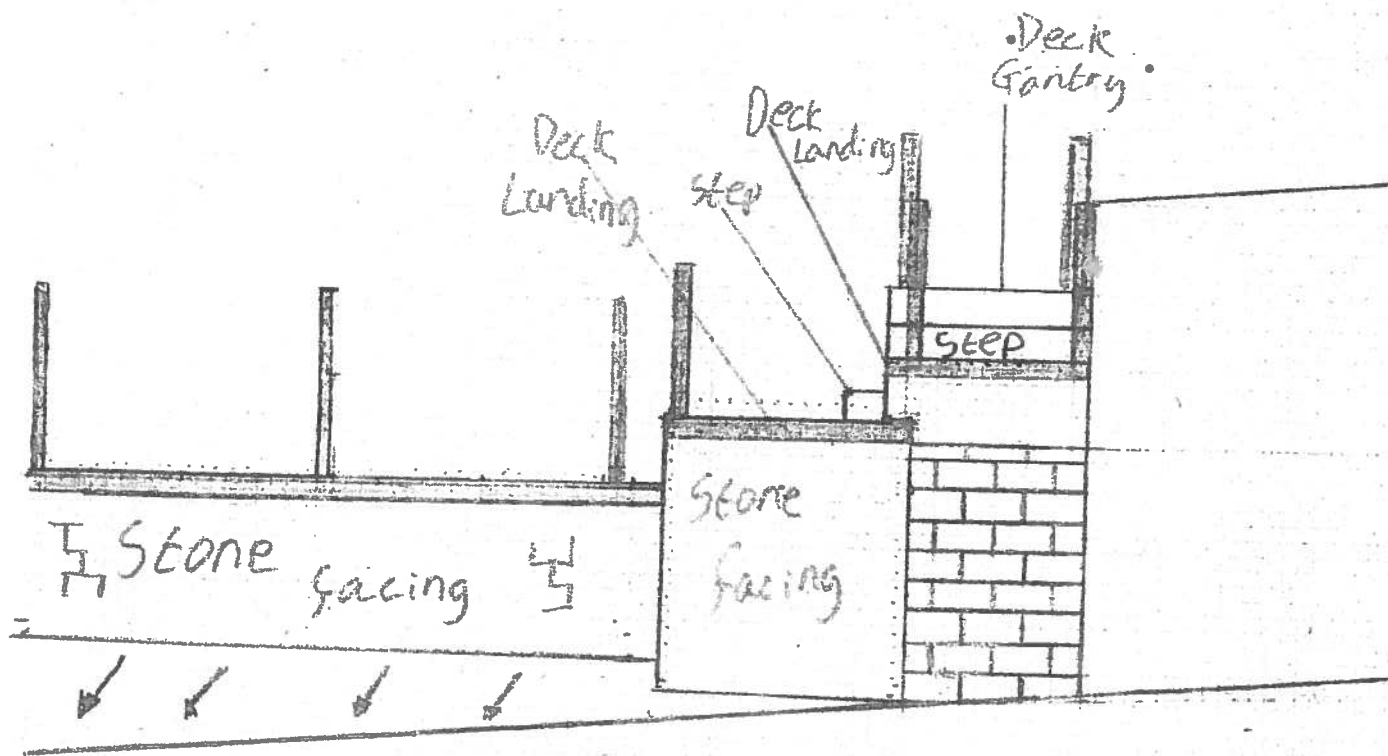 Deck
Gantry
Deck
Landing
Deck
Landing
Step
Step
Stone
facing
Stone
facing